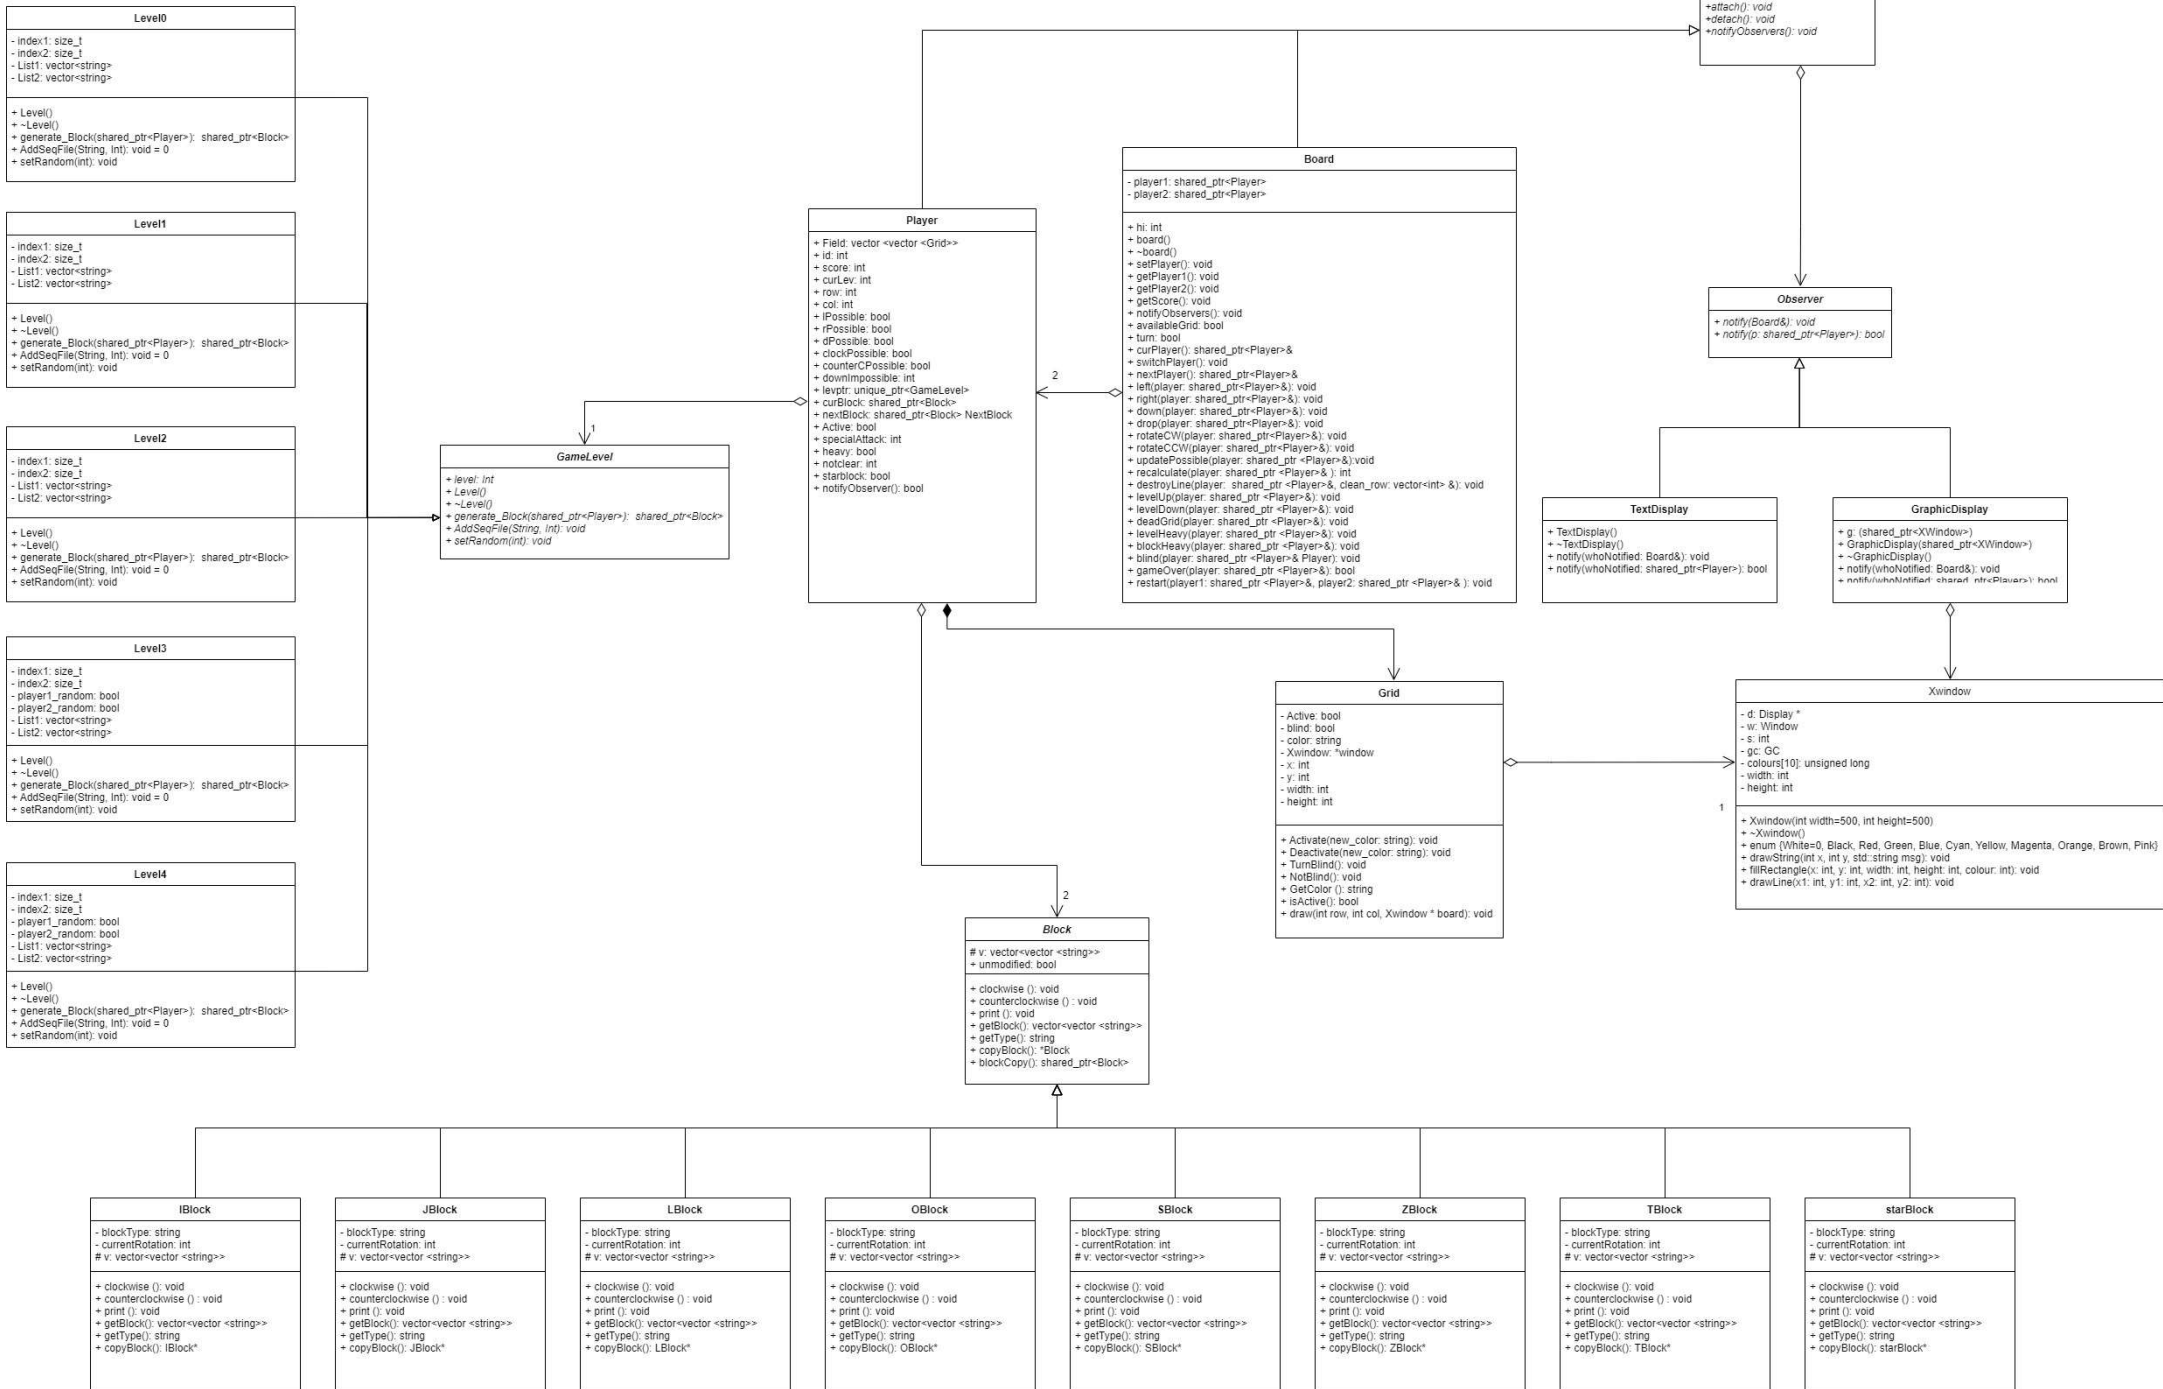 Level0
- index1: size_t
- index2: size_t
- List1: vector<string>
- List2: vector<string>
+ Level()
+ ~Level()
+ generate_Block(shared_ptr<Player>): shared_ptr<Block>
+ AddSeqFile(String, Int): void = 0
+ setRandom(int): void
Level1
- index1: size_t
- index2: size_t
- List1: vector<string>
- List2: vector<string>
+ Level()
+ ~Level()
+ generate_Block(shared_ptr<Player>): shared_ptr<Block>
+ AddSeqFile(String, Int): void = 0
+ setRandom(int): void
Level2
- index1: size_t
- index2: size_t
- List1: vector<string>
- List2: vector<string>
+ Level()
+ ~Level()
+ generate_Block(shared_ptr<Player>): shared_ptr<Block>
+ AddSeqFile(String, Int): void = 0
+ setRandom(int): void
Level3
- index1: size_t
- index2: size_t
- player1_random: bool
- player2_random: bool
- List1: vector<string>
- List2: vector<string>
+ Level()
+ ~Level()
+ generate_Block(shared_ptr<Player>): shared_ptr<Block>
+ AddSeqFile(String, Int): void = 0
+ setRandom(int): void
Level4
- index1: size_t
- index2: size_t
- player1_random: bool
- player2_random: bool
- List1: vector<string>
- List2: vector<string>
+ Level()
+ ~Level()
+ generate_Block(shared_ptr<Player>): shared_ptr<Block>
+ AddSeqFile(String, Int): void = 0
+ setRandom(int): void
1
GameLevel
+ level: Int
+ Level()
+ ~Level()
+ generate_Block(shared_ptr<Player>): shared_ptr<Block>
+ AddSeqFile(String, Int): void
+ setRandom(int): void
Player
+ Field: vector <vector <Grid>>
+ id: int
+ score: int
+ curLev: int
+ row: int
+ col: int
+ lPossible: bool
+ rPossible: bool
+ dPossible: bool
+ clockPossible: bool
+ counterCPossible: bool
+ downImpossible: int
+ levptr: unique_ptr<GameLevel>
+ curBlock: shared_ptr<Block>
+ nextBlock: shared_ptr<Block> NextBlock
+ Active: bool
+ specialAttack: int
+ heavy: bool
+ notclear: int
+ starblock: bool
+ notifyObserver(): bool
2
Board
- player1: shared_ptr<Player>
- player2: shared_ptr<Player>
+ hi: int
+ board()
+ ~board()
+ setPlayer(): void
+ getPlayer1(): void
+ getPlayer2(): void
+ getScore(): void
+ notifyObservers(): void
+ availableGrid: bool
+ turn: bool
+ curPlayer(): shared_ptr<Player>&
+ switchPlayer(): void
+ nextPlayer(): shared_ptr<Player>&
+ left(player: shared_ptr<Player>&): void
+ right(player: shared_ptr<Player>&): void
+ down(player: shared_ptr<Player>&): void
+ drop(player: shared_ptr<Player>&): void
+ rotateCW(player: shared_ptr<Player>&): void
+ rotateCCW(player: shared_ptr<Player>&): void
+ updatePossible(player: shared_ptr <Player>&):void
+ recalculate(player: shared_ptr <Player>& ): int
+ destroyLine(player: shared_ptr <Player>&, clean_row: vector<int> &): void
+ levelUp(player: shared_ptr <Player>&): void
+ levelDown(player: shared_ptr <Player>&): void
+ deadGrid(player: shared_ptr <Player>&): void
+ levelHeavy(player: shared_ptr <Player>&): void
+ blockHeavy(player: shared_ptr <Player>&): void
+ blind(player: shared_ptr <Player>& Player): void
+ gameOver(player: shared_ptr <Player>&): bool
+ restart(player1: shared_ptr <Player>&, player2: shared_ptr <Player>& ): void
+attach(): void
+detach(): void
+notifyObservers(): void
Observer
+ notify(Board&): void
+ notify(p: shared_ptr<Player>): bool
TextDisplay
+ TextDisplay()
+ ~TextDisplay()
+ notify(whoNotified: Board&): void
+ notify(whoNotified: shared_ptr<Player>): bool
GraphicDisplay
+ g: (shared_ptr<XWindow>)
+ GraphicDisplay(shared_ptr<XWindow>)
+ ~GraphicDisplay()
+ notify(whoNotified: Board&): void
+ notify(whoNotified: shared_ptr<Player>): bool
Grid
- Active: bool
- blind: bool
- color: string
- Xwindow: *window
- x: int
- y: int
- width: int
- height: int
+ Activate(new_color: string): void
+ Deactivate(new_color: string): void
+ TurnBlind(): void
+ NotBlind(): void
+ GetColor (): string
+ isActive(): bool
+ draw(int row, int col, Xwindow * board): void
1
Xwindow
- d: Display *
- w: Window
- s: int
- gc: GC
- colours[10]: unsigned long
- width: int
- height: int
+ Xwindow(int width=500, int height=500)
+ ~Xwindow()
+ enum {White=0, Black, Red, Green, Blue, Cyan, Yellow, Magenta, Orange, Brown, Pink}
+ drawString(int x, int y, std::string msg): void
+ fillRectangle(x: int, y: int, width: int, height: int, colour: int): void
+ drawLine(x1: int, y1: int, x2: int, y2: int): void
2
Block
# v: vector<vector <string>>
+ unmodified: bool
+ clockwise (): void
+ counterclockwise () : void
+ print (): void
+ getBlock(): vector<vector <string>>
+ getType(): string
+ copyBlock(): *Block
+ blockCopy(): shared_ptr<Block>
IBlock
- blockType: string
- currentRotation: int
# v: vector<vector <string>>
+ clockwise (): void
+ counterclockwise () : void
+ print (): void
+ getBlock(): vector<vector <string>>
+ getType(): string
+ copyBlock(): IBlock*
JBlock
- blockType: string
- currentRotation: int
# v: vector<vector <string>>
+ clockwise (): void
+ counterclockwise () : void
+ print (): void
+ getBlock(): vector<vector <string>>
+ getType(): string
+ copyBlock(): JBlock*
LBlock
- blockType: string
- currentRotation: int
# v: vector<vector <string>>
+ clockwise (): void
+ counterclockwise () : void
+ print (): void
+ getBlock(): vector<vector <string>>
+ getType(): string
+ copyBlock(): LBlock*
OBlock
- blockType: string
- currentRotation: int
# v: vector<vector <string>>
+ clockwise (): void
+ counterclockwise () : void
+ print (): void
+ getBlock(): vector<vector <string>>
+ getType(): string
+ copyBlock(): OBlock*
SBlock
- blockType: string
- currentRotation: int
# v: vector<vector <string>>
+ clockwise (): void
+ counterclockwise () : void
+ print (): void
+ getBlock(): vector<vector <string>>
+ getType(): string
+ copyBlock(): SBlock*
ZBlock
- blockType: string
- currentRotation: int
# v: vector<vector <string>>
+ clockwise (): void
+ counterclockwise () : void
+ print (): void
+ getBlock(): vector<vector <string>>
+ getType(): string
+ copyBlock(): ZBlock*
TBlock
- blockType: string
- currentRotation: int
# v: vector<vector <string>>
+ clockwise (): void
+ counterclockwise () : void
+ print (): void
+ getBlock(): vector<vector <string>>
+ getType(): string
+ copyBlock(): TBlock*
starBlock
- blockType: string
- currentRotation: int
# v: vector<vector <string>>
+ clockwise (): void
+ counterclockwise () : void
+ print (): void
+ getBlock(): vector<vector <string>>
+ getType(): string
+ copyBlock(): starBlock*